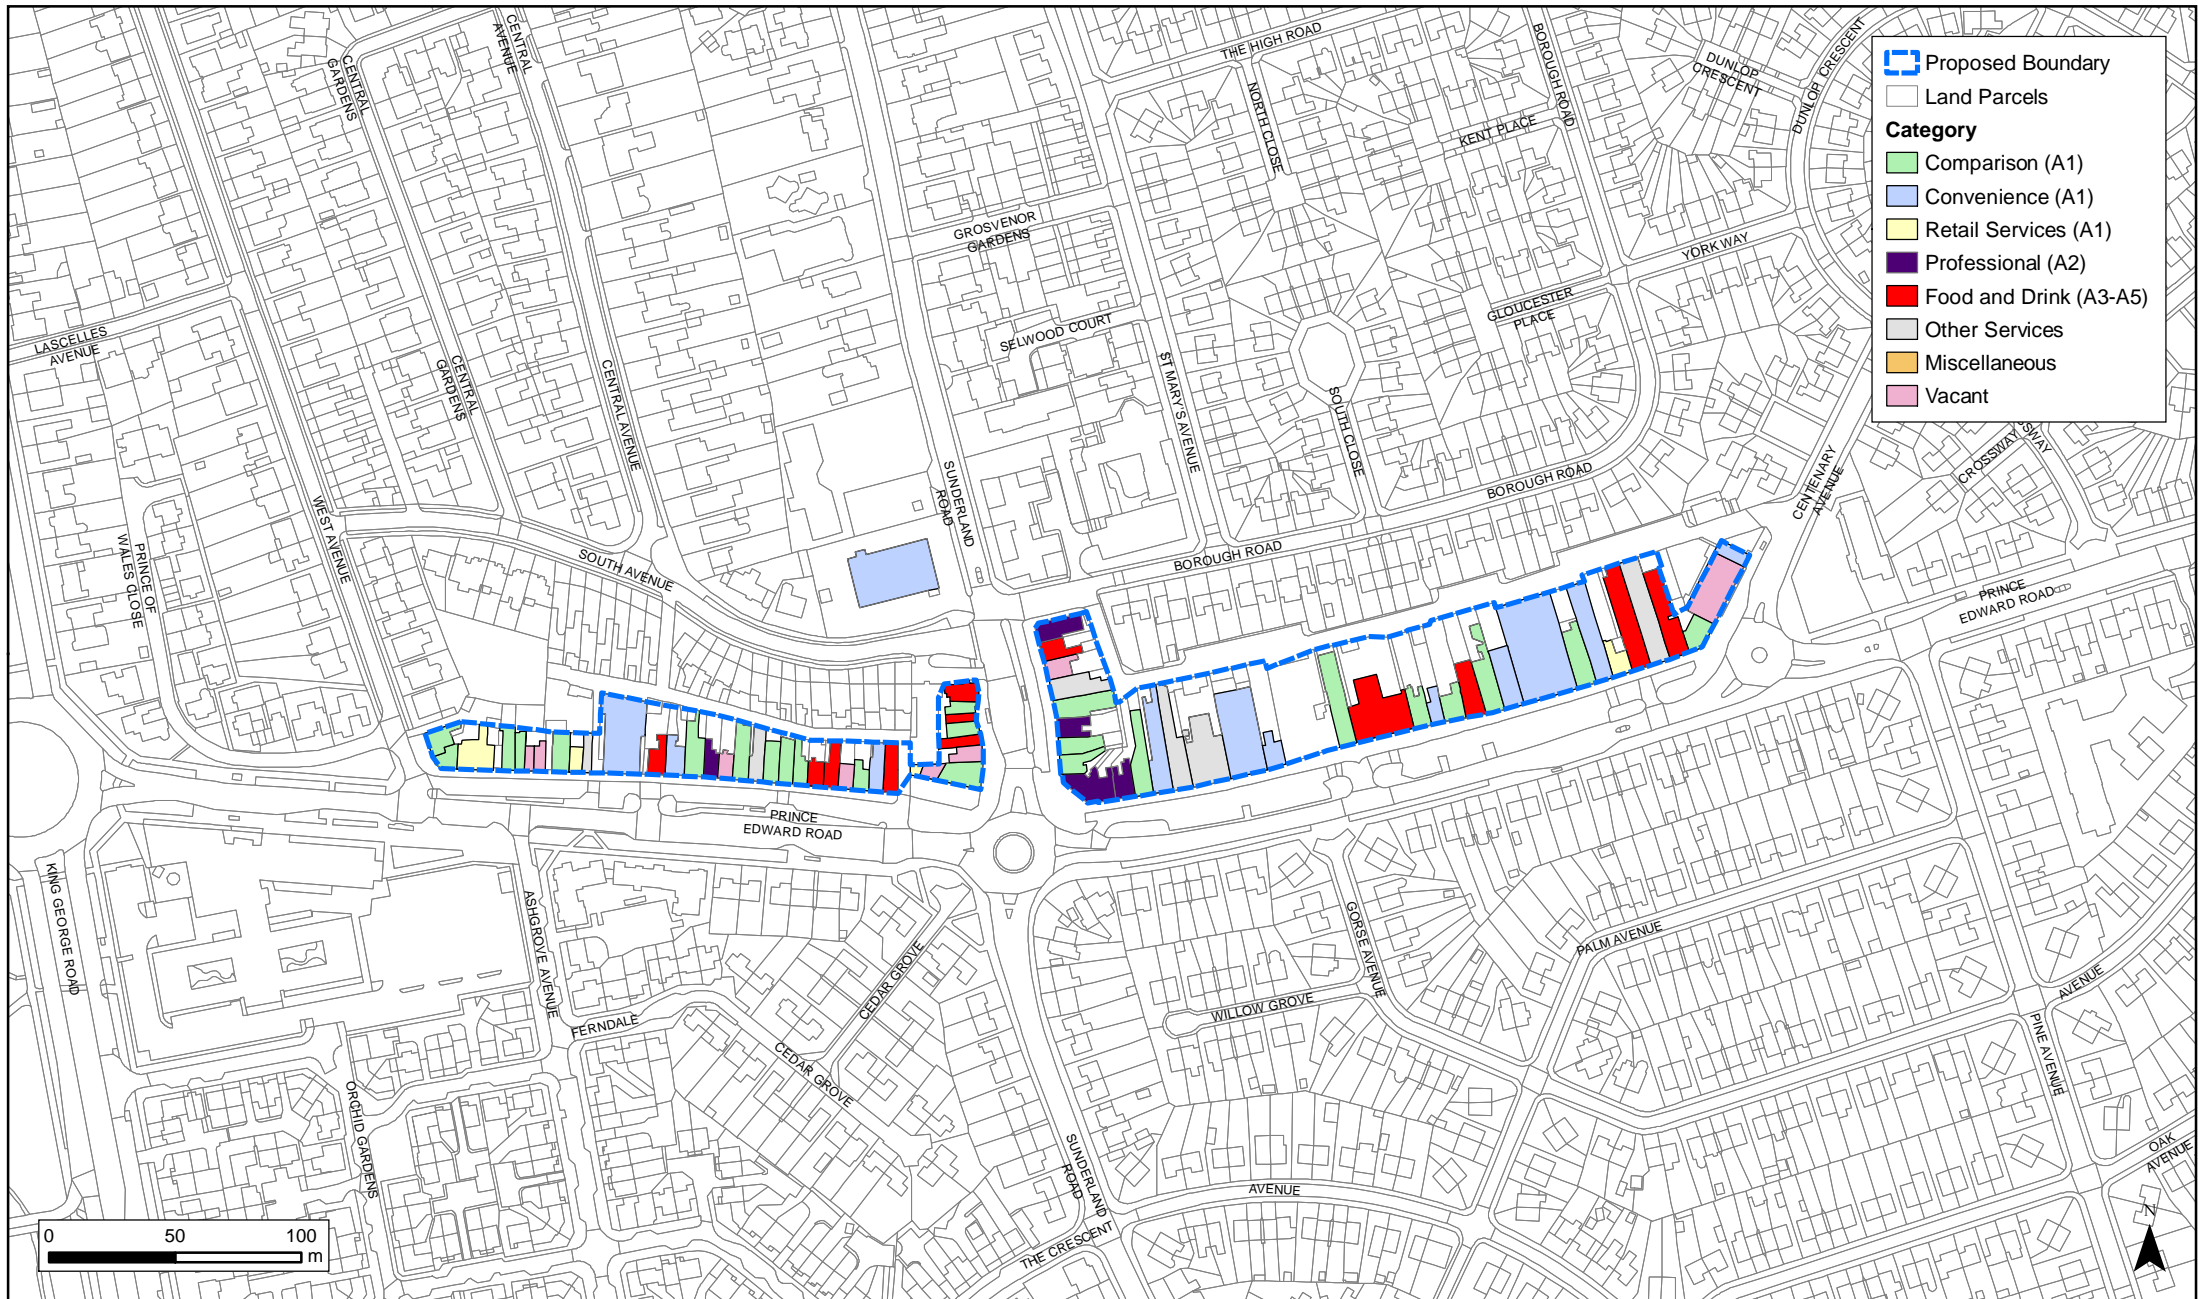 CENTRAL
AVENUE
CENTRAL
GARDENS
THE HIGH ROAD
BOROUGH ROAD
DUNLOP
CRESCENT
DUNLOP CRESCENT
NORTH CLOSE
KENT PLACE
GROSVENOR
GARDENS
YORK WAY
GLOUCESTER
PLACE
LASCELLES
AVENUE
SELWOOD COURT
CENTRAL
GARDENS
CENTRAL AVENUE
ST MARY'S AVENUE
SOUTH CLOSE
SUNDERLAND
ROAD
BOROUGH ROAD
CENTENARY
AVENUE
CROSSWAY
SSWAY
WEST AVENUE
PRINCE OF
WALES CLOSE
SOUTH AVENUE
BOROUGH ROAD
PRINCE
EDWARD ROAD
PRINCE
EDWARD ROAD
KING GEORGE ROAD
ASHGROVE AVENUE
CEDAR GROVE
GORSE AVENUE
PALM AVENUE
AVENUE
WILLOW GROVE
FERNDALE
CEDAR GROVE
PINE AVENUE
ORCHID GARDENS
SUNDERLAND
ROAD
AVENUE
THE CRESCENT
OAK
AVENUE
Proposed Boundary
Land Parcels
Category
Comparison (A1)
Convenience (A1)
Retail Services (A1)
Professional (A2)
Food and Drink (A3-A5)
Other Services
Miscellaneous
Vacant
0 50 100
m
N